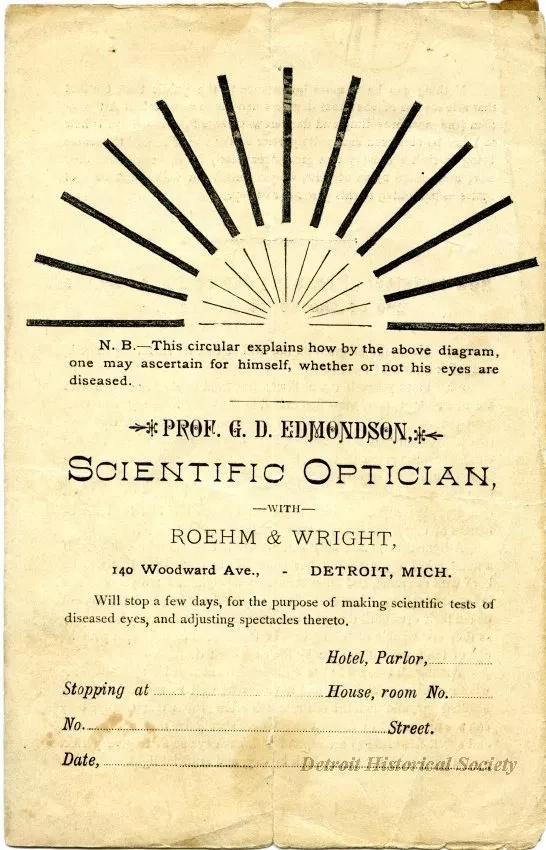 N. B.—This circular explains how by the above diagram,
one may ascertain for himself, whether or not his eyes are
diseased.
PROF. G. D. EDMONDSON,
SCIENTIFIC OPTICIAN,
—WITH—
ROEHM & WRIGHT,
140 Woodward Ave., - DETROIT, MICH.
Will stop a few days, for the purpose of making scientific tests of
diseased eyes, and adjusting spectacles thereto.
Hotel, Parlor,
Stopping at House, room No.
No. Street.
Date,
Detroit Historical Society